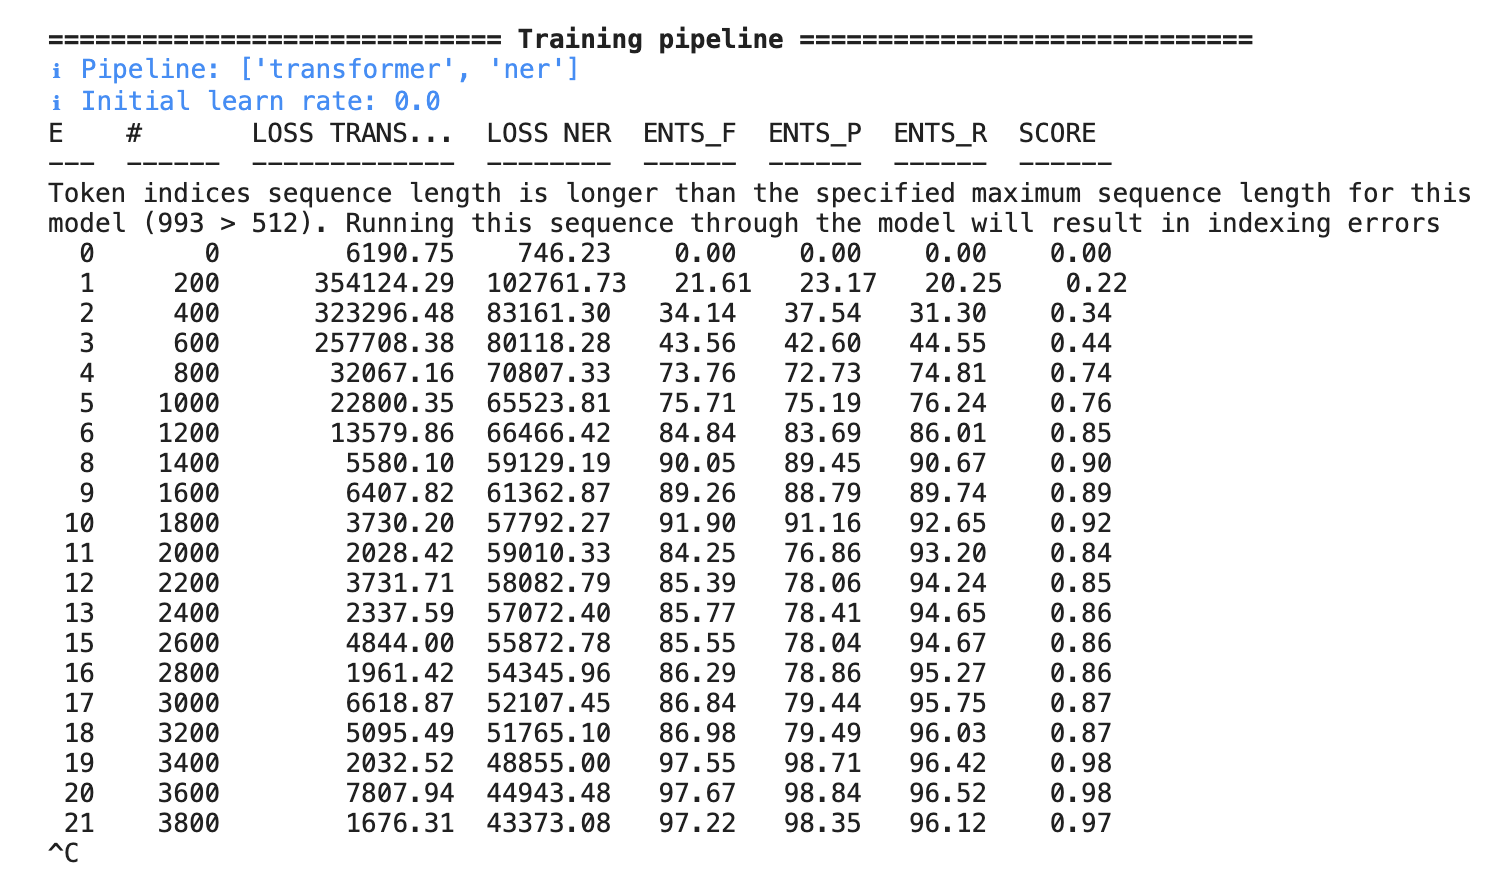 ============================= Training pipeline =============================
ℹ Pipeline: ['transformer', 'ner']
ℹ Initial learn rate: 0.0
E    #       LOSS TRANS...  LOSS NER  ENTS_F  ENTS_P  ENTS_R  SCORE
---  ------  -------------  --------  ------  ------  ------  ------
Token indices sequence length is longer than the specified maximum sequence length for this
model (993 > 512). Running this sequence through the model will result in indexing errors
  0       0        6190.75    746.23    0.00    0.00    0.00    0.00
  1     200      354124.29  102761.73   21.61   23.17   20.25    0.22
  2     400      323296.48  83161.30   34.14   37.54   31.30    0.34
  3     600      257708.38  80118.28   43.56   42.60   44.55    0.44
  4     800       32067.16  70807.33   73.76   72.73   74.81    0.74
  5    1000       22800.35  65523.81   75.71   75.19   76.24    0.76
  6    1200       13579.86  66466.42   84.84   83.69   86.01    0.85
  8    1400        5580.10  59129.19   90.05   89.45   90.67    0.90
  9    1600        6407.82  61362.87   89.26   88.79   89.74    0.89
 10    1800        3730.20  57792.27   91.90   91.16   92.65    0.92
 11    2000        2028.42  59010.33   84.25   76.86   93.20    0.84
 12    2200        3731.71  58082.79   85.39   78.06   94.24    0.85
 13    2400        2337.59  57072.40   85.77   78.41   94.65    0.86
 15    2600        4844.00  55872.78   85.55   78.04   94.67    0.86
 16    2800        1961.42  54345.96   86.29   78.86   95.27    0.86
 17    3000        6618.87  52107.45   86.84   79.44   95.75    0.87
 18    3200        5095.49  51765.10   86.98   79.49   96.03    0.87
 19    3400        2032.52  48855.00   97.55   98.71   96.42    0.98
 20    3600        7807.94  44943.48   97.67   98.84   96.52    0.98
 21    3800        1676.31  43373.08   97.22   98.35   96.12    0.97
^C